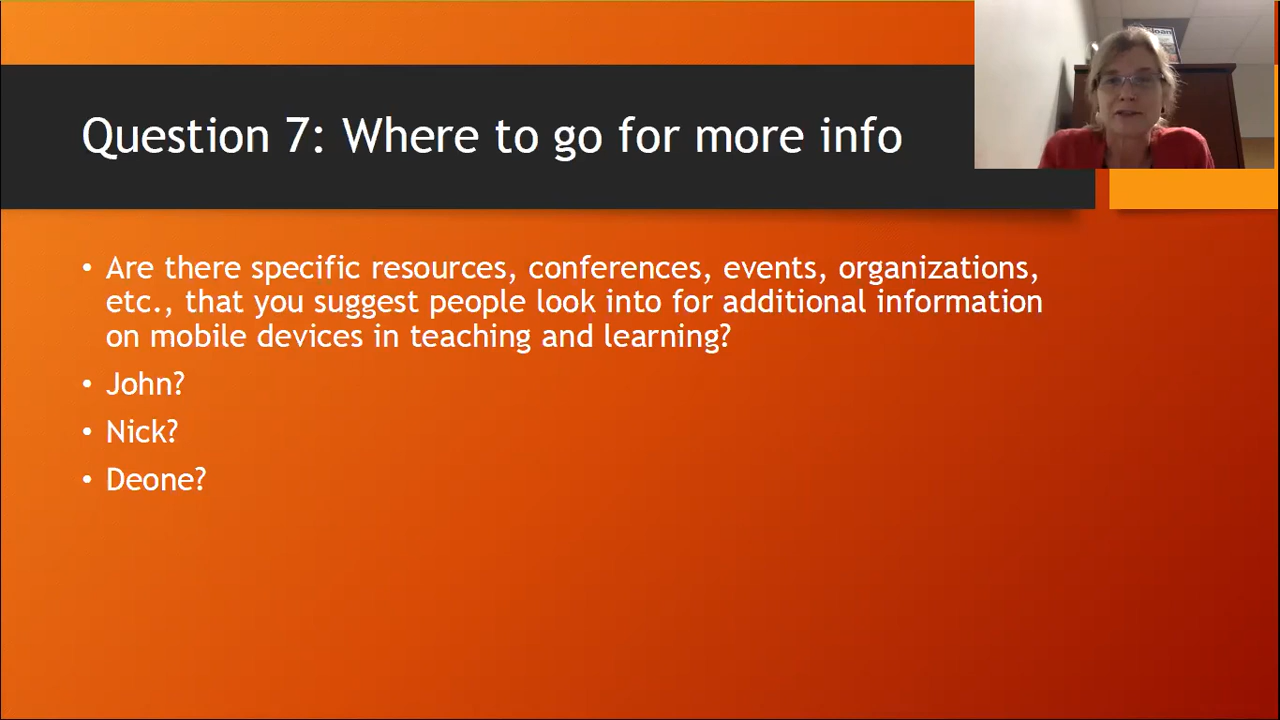 Question 7: Where to go for more info
• Are there specific resources, conferences, events, organizations,
etc., that you suggest people look into for additional information
on mobile devices in teaching and learning?
• John?
• Nick?
• Deone?